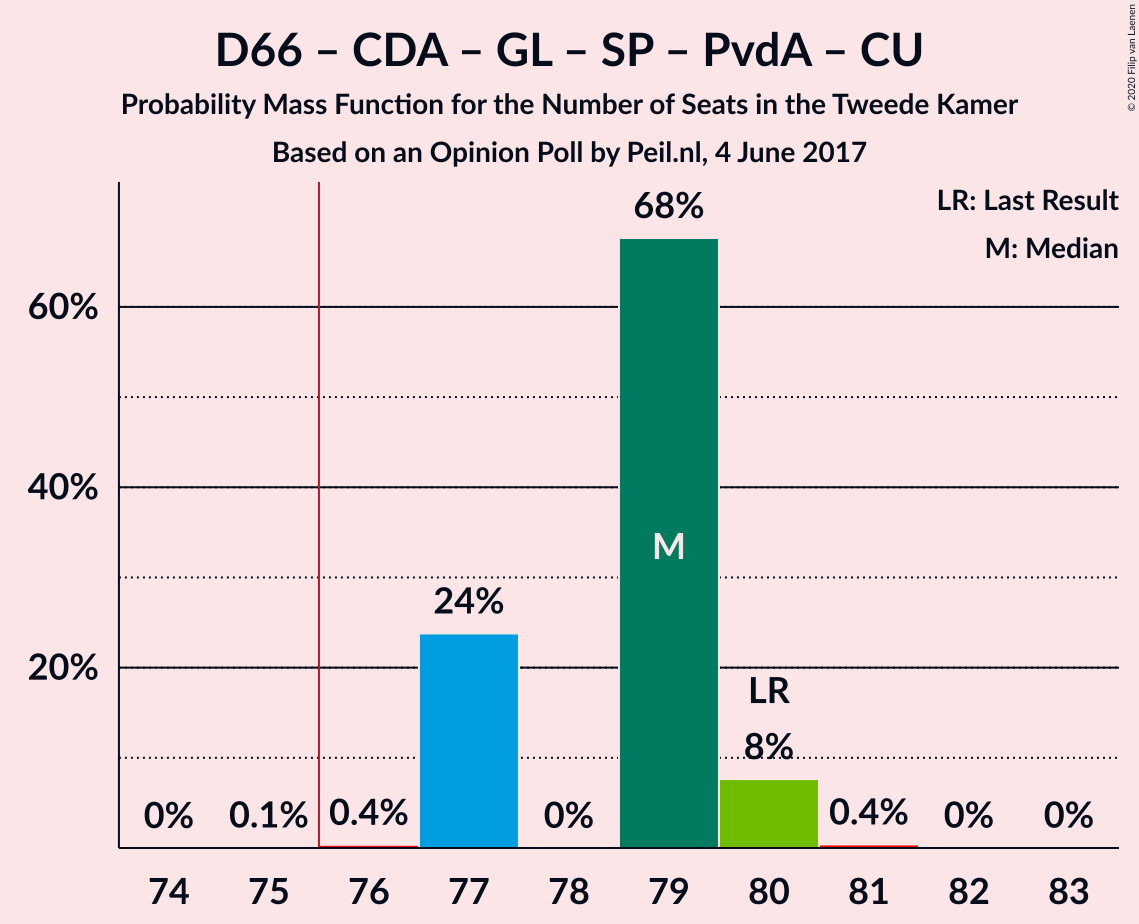 D66 – CDA – GL – SP – PvdA – CU
Probability Mass Function for the Number of Seats in the Tweede Kamer
Based on an Opinion Poll by Peil.nl, 4 June 2017
© 2020 Filip van Laenen
LR: Last Result
M: Median
68%
60%
40%
20%
M
24%
LR
8%
0% 0.1% 0.4% 0% 0.4% 0% 0%
74 75 76 77 78 79 80 81 82 83